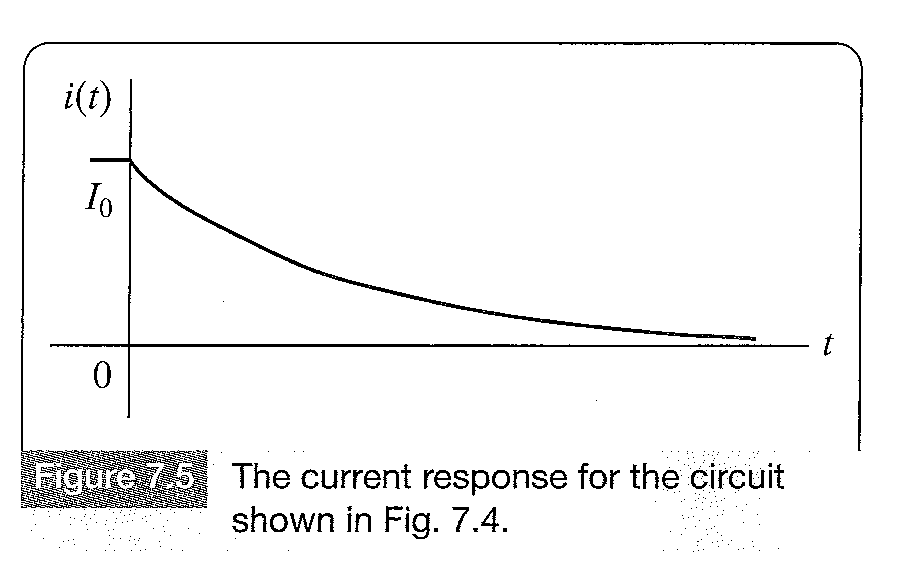 i(t)
I₀
0
t
Figure 7.5
The current response for the circuit
shown in Fig. 7.4.